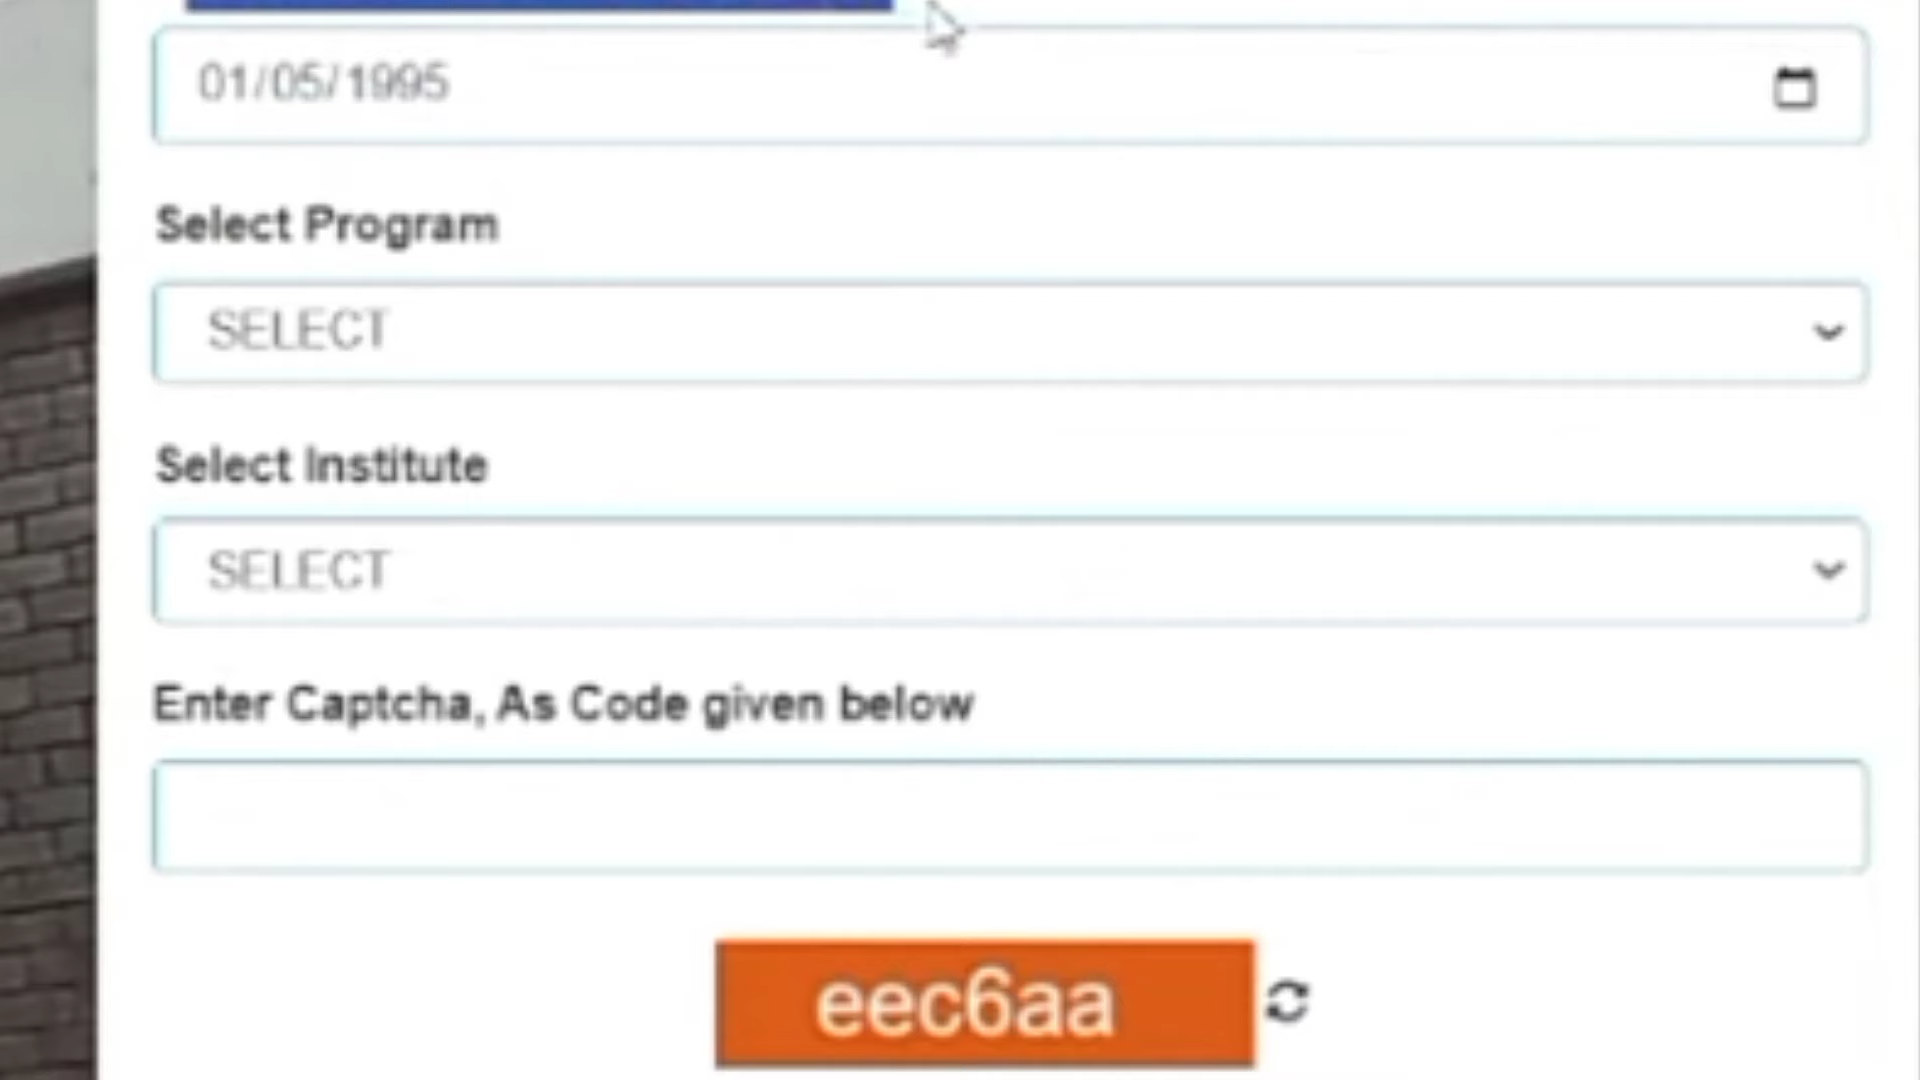 01/05/1995
Select Program
SELECT
Select Institute
SELECT
Enter Captcha, As Code given below
eec6aa